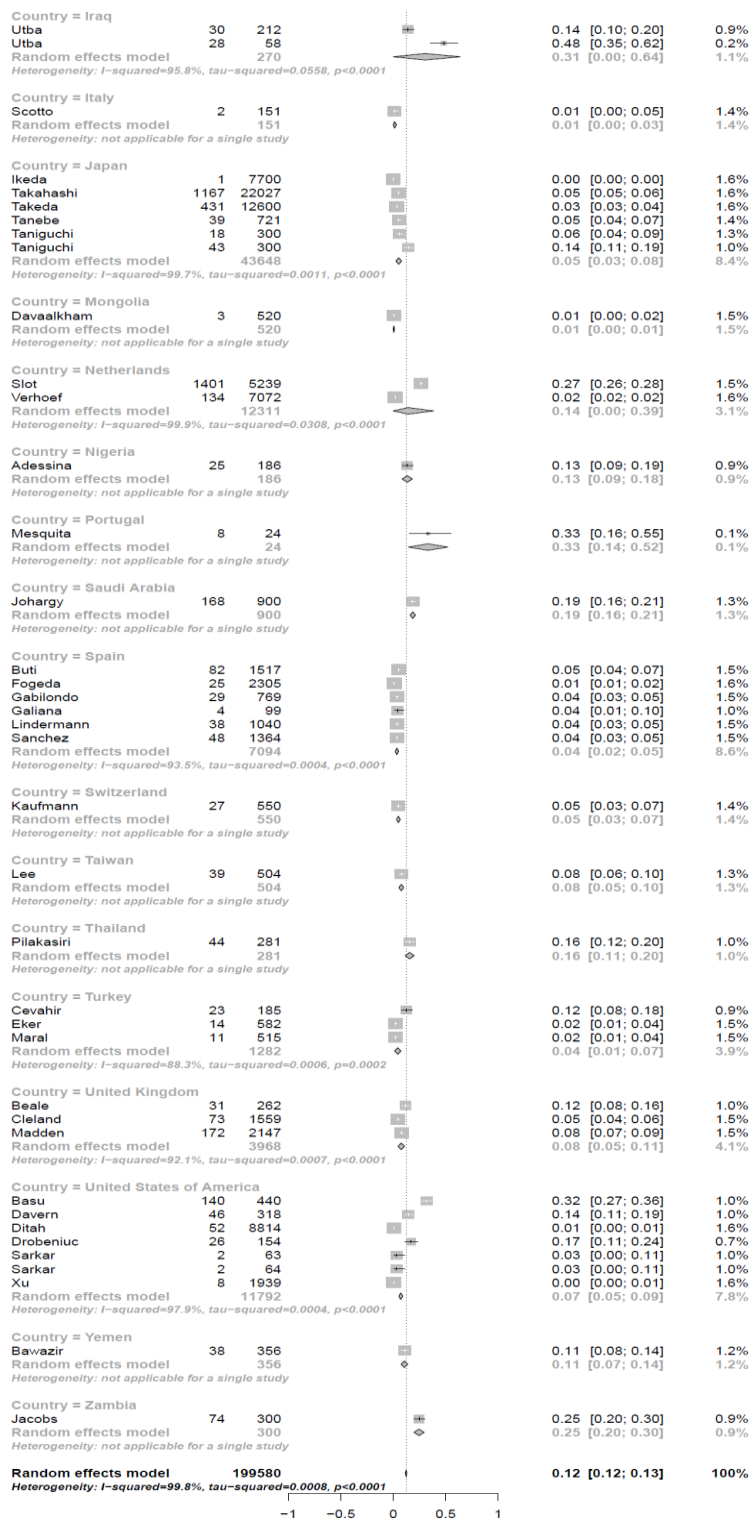 Country = Iraq
Utba 30 212 0.14 [0.10; 0.20] 0.9%
Utba 28 58 0.48 [0.35; 0.62] 0.2%
Random effects model 270 0.31 [0.00; 0.64] 1.1%
Heterogeneity: I-squared=95.8%, tau-squared=0.0558, p<0.0001
Country = Italy
Scotto 2 151 0.01 [0.00; 0.05] 1.4%
Random effects model 151 0.01 [0.00; 0.03] 1.4%
Heterogeneity: not applicable for a single study
Country = Japan
Ikeda 1 7700 0.00 [0.00; 0.00] 1.6%
Takahashi 1167 22027 0.05 [0.05; 0.06] 1.6%
Takeda 431 12600 0.03 [0.03; 0.04] 1.6%
Tanebe 39 721 0.05 [0.04; 0.07] 1.4%
Taniguchi 18 300 0.06 [0.04; 0.09] 1.3%
Taniguchi 43 300 0.14 [0.11; 0.19] 1.0%
Random effects model 43648 0.05 [0.03; 0.08] 8.4%
Heterogeneity: I-squared=99.7%, tau-squared=0.0011, p<0.0001
Country = Mongolia
Davaalkham 3 520 0.01 [0.00; 0.02] 1.5%
Random effects model 520 0.01 [0.00; 0.01] 1.5%
Heterogeneity: not applicable for a single study
Country = Netherlands
Slot 1401 5239 0.27 [0.26; 0.28] 1.5%
Verhoef 134 7072 0.02 [0.02; 0.02] 1.6%
Random effects model 12311 0.14 [0.00; 0.39] 3.1%
Heterogeneity: I-squared=99.9%, tau-squared=0.0308, p<0.0001
Country = Nigeria
Adessina 25 186 0.13 [0.09; 0.19] 0.9%
Random effects model 186 0.13 [0.09; 0.18] 0.9%
Heterogeneity: not applicable for a single study
Country = Portugal
Mesquita 8 24 0.33 [0.16; 0.55] 0.1%
Random effects model 24 0.33 [0.14; 0.52] 0.1%
Heterogeneity: not applicable for a single study
Country = Saudi Arabia
Johargy 168 900 0.19 [0.16; 0.21] 1.3%
Random effects model 900 0.19 [0.16; 0.21] 1.3%
Heterogeneity: not applicable for a single study
Country = Spain
Buti 82 1517 0.05 [0.04; 0.07] 1.5%
Fogeda 25 2305 0.01 [0.01; 0.02] 1.6%
Gabilondo 29 769 0.04 [0.03; 0.05] 1.5%
Galiana 4 99 0.04 [0.01; 0.10] 1.0%
Lindermann 38 1040 0.04 [0.03; 0.05] 1.5%
Sanchez 48 1364 0.04 [0.03; 0.05] 1.5%
Random effects model 7094 0.04 [0.02; 0.05] 8.6%
Heterogeneity: I-squared=93.5%, tau-squared=0.0004, p<0.0001
Country = Switzerland
Kaufmann 27 550 0.05 [0.03; 0.07] 1.4%
Random effects model 550 0.05 [0.03; 0.07] 1.4%
Heterogeneity: not applicable for a single study
Country = Taiwan
Lee 39 504 0.08 [0.06; 0.10] 1.3%
Random effects model 504 0.08 [0.05; 0.10] 1.3%
Heterogeneity: not applicable for a single study
Country = Thailand
Pilakasiri 44 281 0.16 [0.12; 0.20] 1.0%
Random effects model 281 0.16 [0.11; 0.20] 1.0%
Heterogeneity: not applicable for a single study
Country = Turkey
Cevahir 23 185 0.12 [0.08; 0.18] 0.9%
Eker 14 582 0.02 [0.01; 0.04] 1.5%
Maral 11 515 0.02 [0.01; 0.04] 1.5%
Random effects model 1282 0.04 [0.01; 0.07] 3.9%
Heterogeneity: I-squared=88.3%, tau-squared=0.0006, p=0.0002
Country = United Kingdom
Beale 31 262 0.12 [0.08; 0.16] 1.0%
Cleland 73 1559 0.05 [0.04; 0.06] 1.5%
Madden 172 2147 0.08 [0.07; 0.09] 1.5%
Random effects model 3968 0.08 [0.05; 0.11] 4.1%
Heterogeneity: I-squared=92.1%, tau-squared=0.0007, p<0.0001
Country = United States of America
Basu 140 440 0.32 [0.27; 0.36] 1.0%
Davern 46 318 0.14 [0.11; 0.19] 1.0%
Ditah 52 8814 0.01 [0.00; 0.01] 1.6%
Drobeniuc 26 154 0.17 [0.11; 0.24] 0.7%
Sarkar 2 63 0.03 [0.00; 0.11] 1.0%
Sarkar 2 64 0.03 [0.00; 0.11] 1.0%
Xu 8 1939 0.00 [0.00; 0.01] 1.6%
Random effects model 11792 0.07 [0.05; 0.09] 7.8%
Heterogeneity: I-squared=97.9%, tau-squared=0.0004, p<0.0001
Country = Yemen
Bawazir 38 356 0.11 [0.08; 0.14] 1.2%
Random effects model 356 0.11 [0.07; 0.14] 1.2%
Heterogeneity: not applicable for a single study
Country = Zambia
Jacobs 74 300 0.25 [0.20; 0.30] 0.9%
Random effects model 300 0.25 [0.20; 0.30] 0.9%
Heterogeneity: not applicable for a single study
Random effects model 199580 0.12 [0.12; 0.13] 100%
Heterogeneity: I-squared=99.8%, tau-squared=0.0008, p<0.0001
−1 −0.5 0 0.5 1